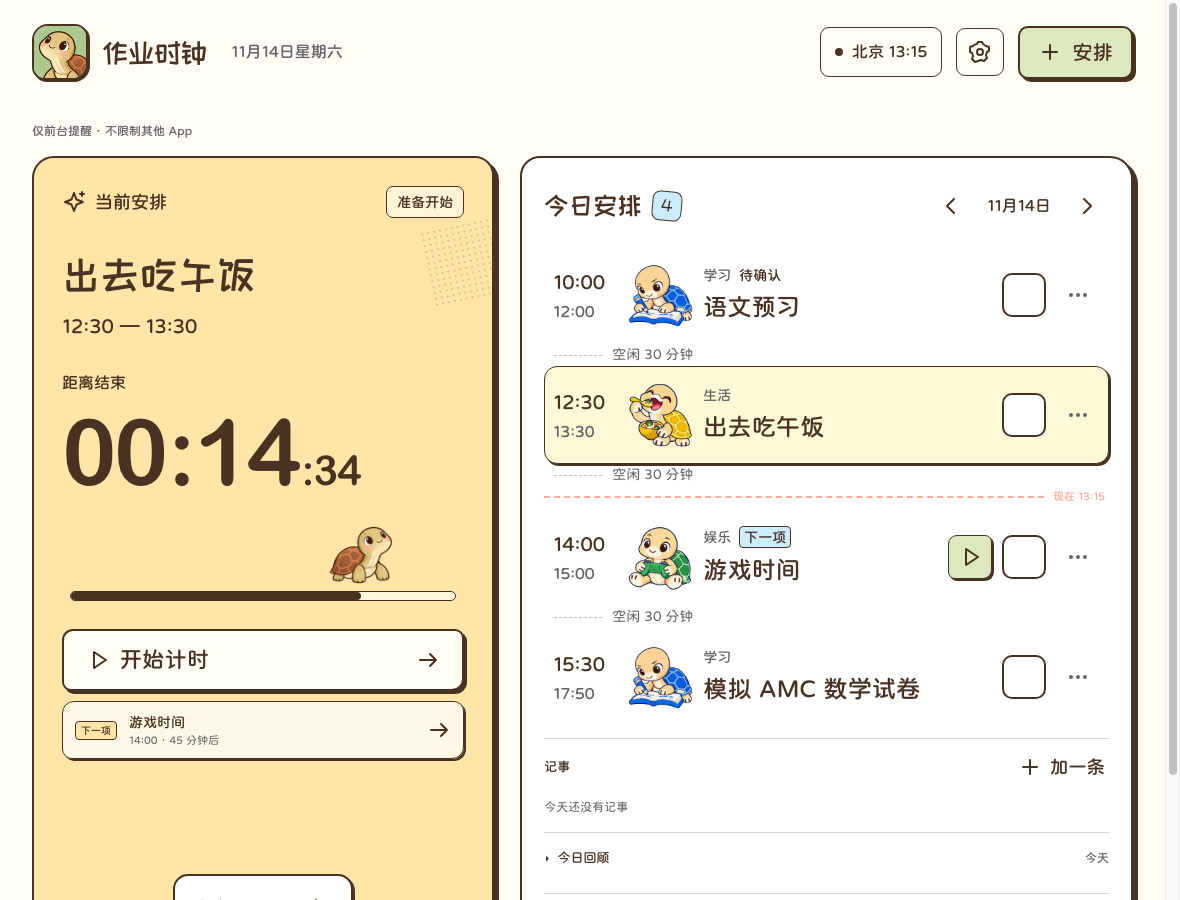 作业时钟
11月14日星期六
北京 13:15
安排
仅前台提醒 · 不限制其他 App
当前安排
准备开始
出去吃午饭
12:30 — 13:30
距离结束
00:14:34
开始计时
下一项
游戏时间
14:00 · 45 分钟后
今日安排 4
11月14日
10:00
12:00
学习 待确认
语文预习
空闲 30 分钟
12:30
13:30
生活
出去吃午饭
空闲 30 分钟
现在 13:15
14:00
15:00
娱乐 下一项
游戏时间
空闲 30 分钟
15:30
17:50
学习
模拟 AMC 数学试卷
记事
加一条
今天还没有记事
今日回顾
今天